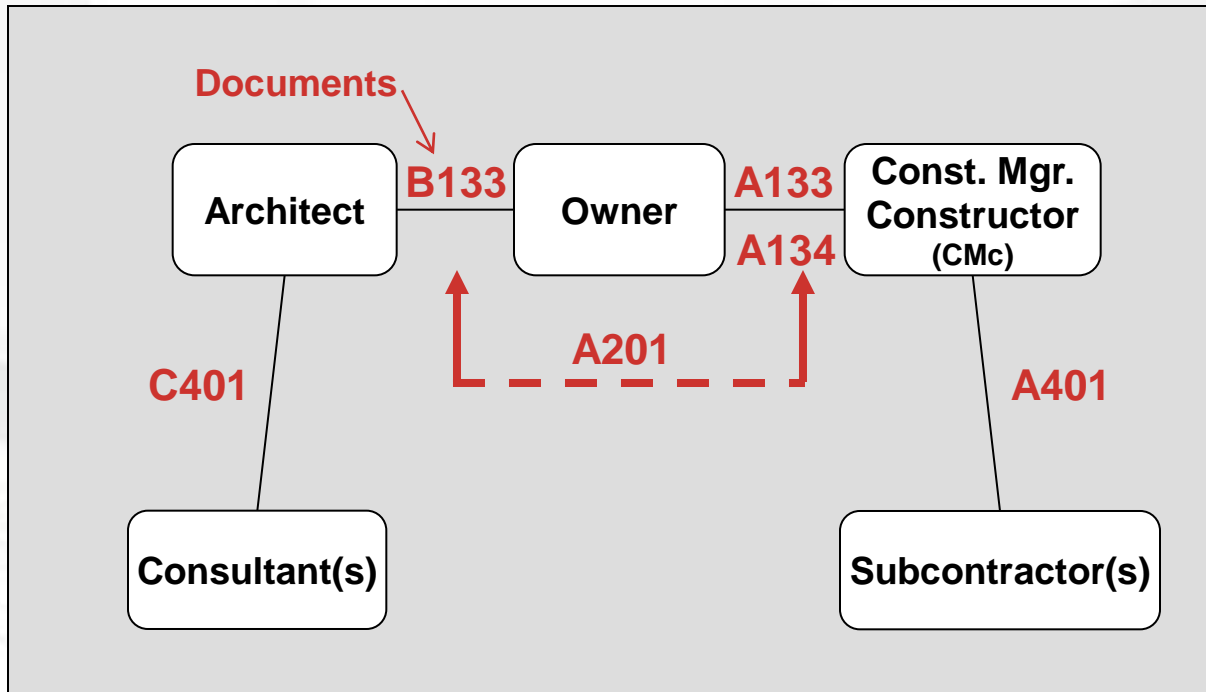 Documents
Architect
B133
Owner
A133
A134
Const. Mgr.
Constructor
(CMc)
A201
C401
A401
Consultant(s)
Subcontractor(s)